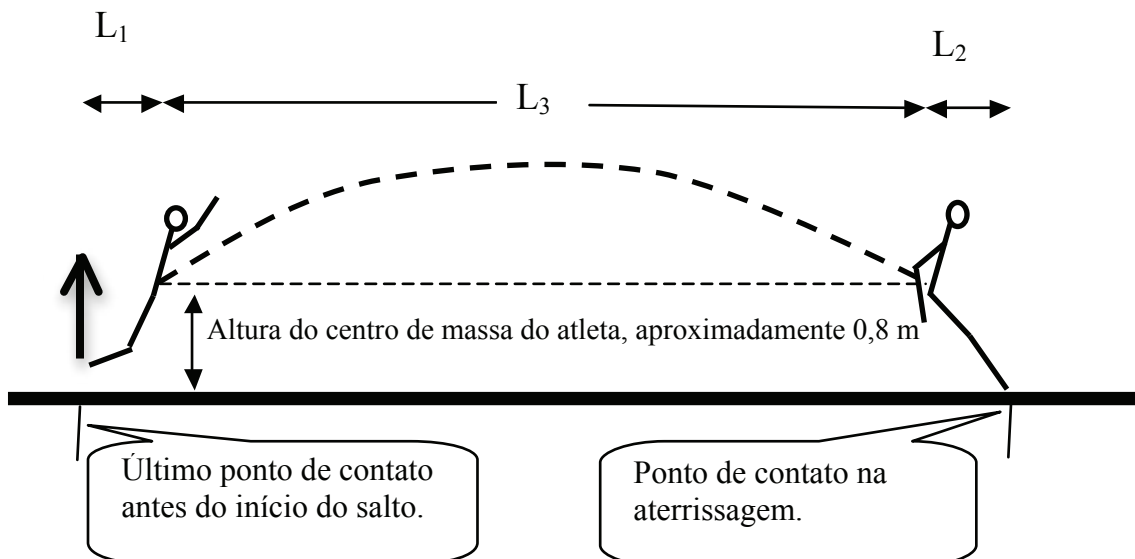 L₁
L₂
L₃
Altura do centro de massa do atleta, aproximadamente 0,8 m
Último ponto de contato
antes do início do salto.
Ponto de contato na
aterrissagem.